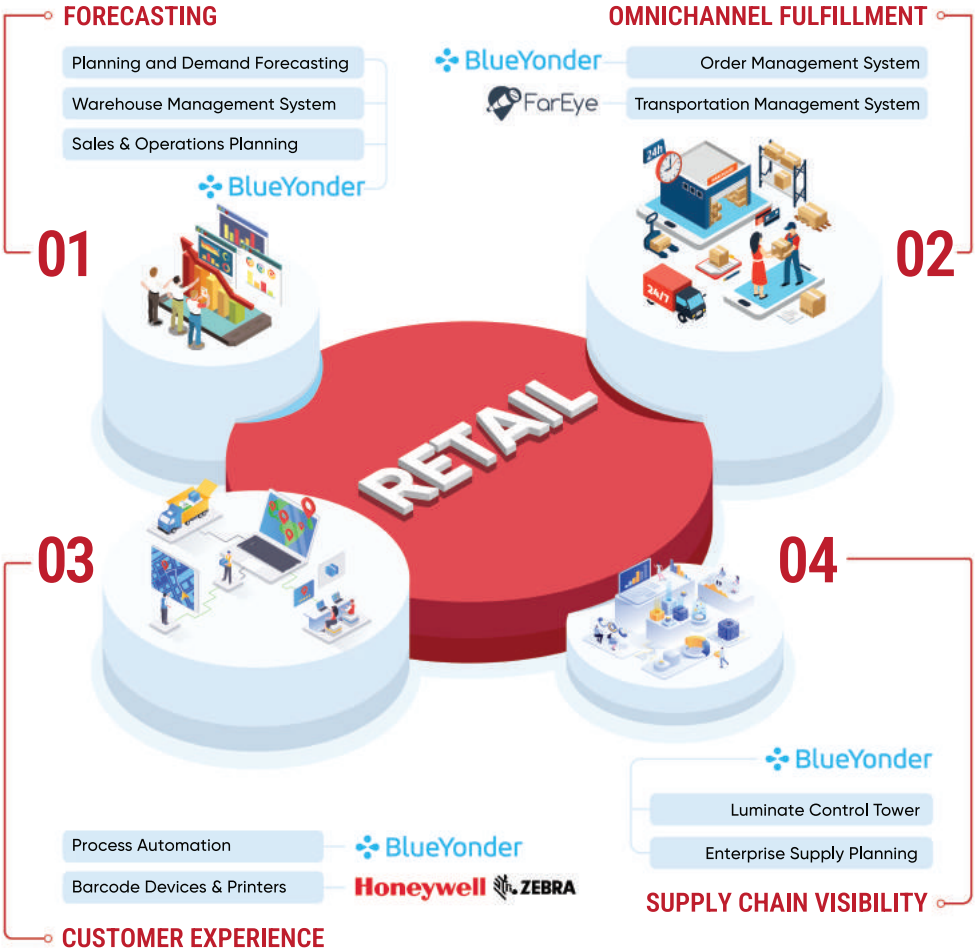 FORECASTING
Planning and Demand Forecasting
Warehouse Management System
Sales & Operations Planning
BlueYonder
01
OMNICHANNEL FULFILLMENT
BlueYonder
Order Management System
FarEye
Transportation Management System
24h
24/7
02
RETAIL
03
04
Process Automation
BlueYonder
Barcode Devices & Printers
Honeywell
ZEBRA
CUSTOMER EXPERIENCE
BlueYonder
Luminate Control Tower
Enterprise Supply Planning
SUPPLY CHAIN VISIBILITY